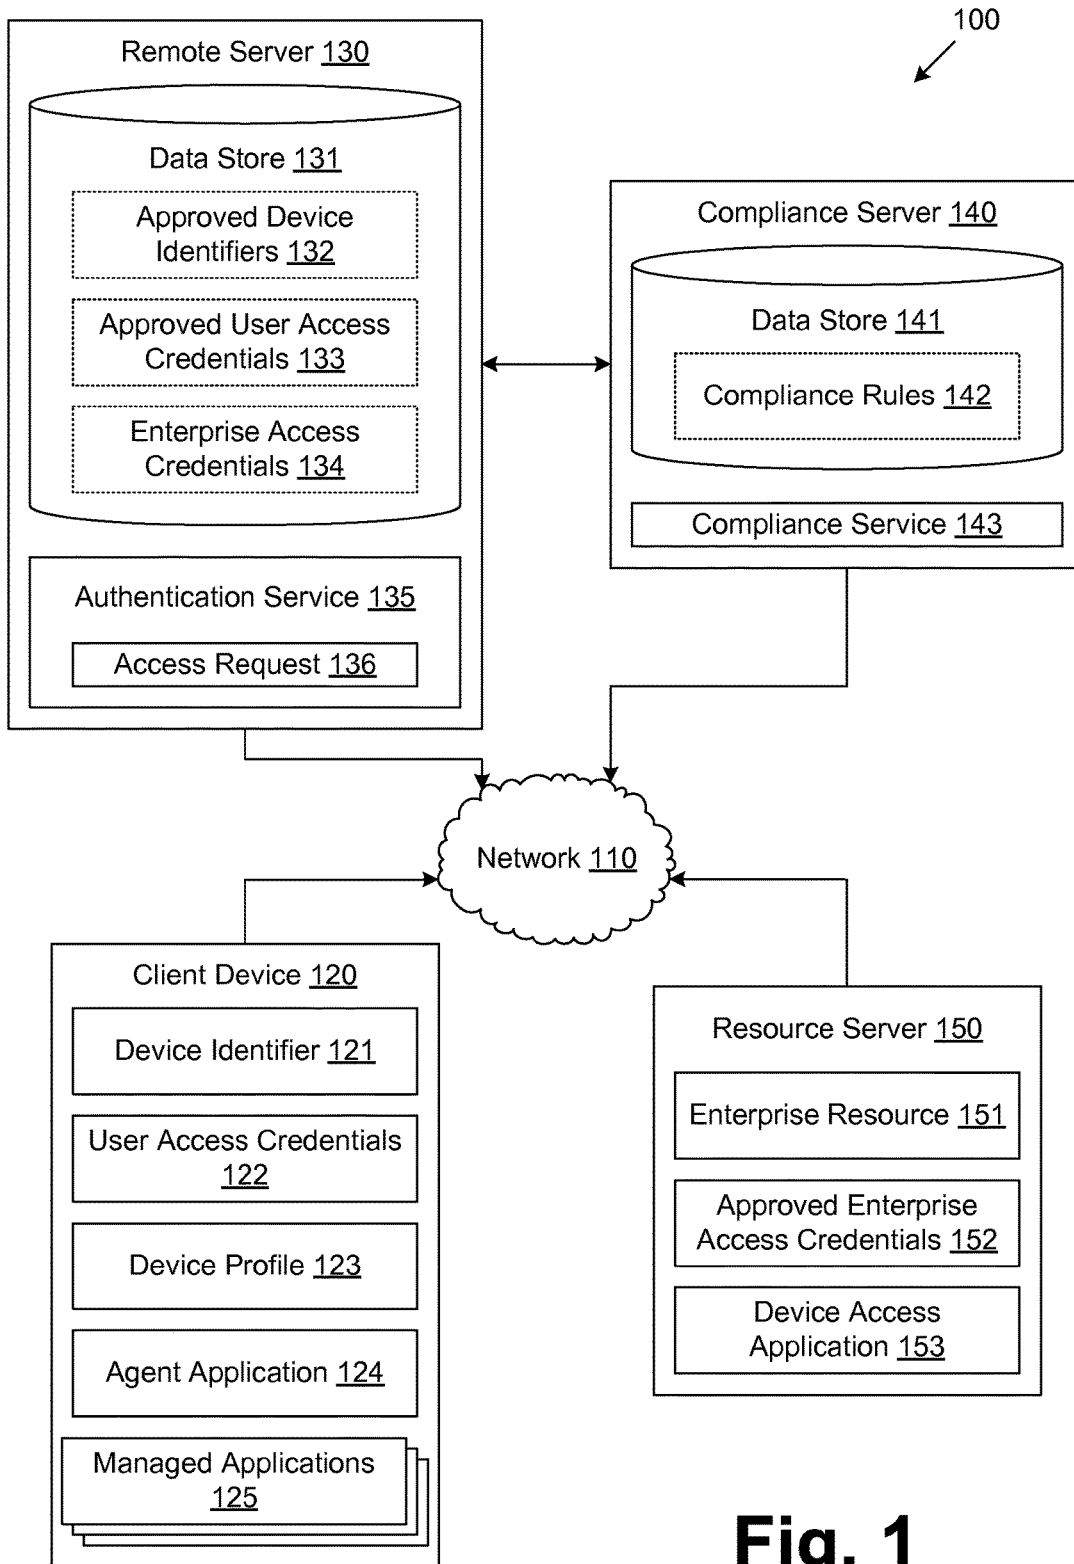 100
Remote Server 130
Data Store 131
Approved Device
Identifiers 132
Approved User Access
Credentials 133
Enterprise Access
Credentials 134
Authentication Service 135
Access Request 136
Compliance Server 140
Data Store 141
Compliance Rules 142
Compliance Service 143
Network 110
Client Device 120
Device Identifier 121
User Access Credentials
122
Device Profile 123
Agent Application 124
Managed Applications
125
Resource Server 150
Enterprise Resource 151
Approved Enterprise
Access Credentials 152
Device Access
Application 153
Fig. 1